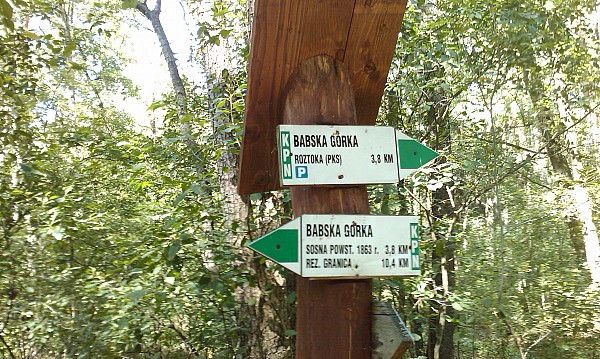 KPN
BABSKA GÓRKA
ROZTOKA (PKS) 3,8 KM
P
BABSKA GÓRKA
SOSNA POWST. 1863 r. 3,8 KM
REZ. GRANICA 10,4 KM
KPN